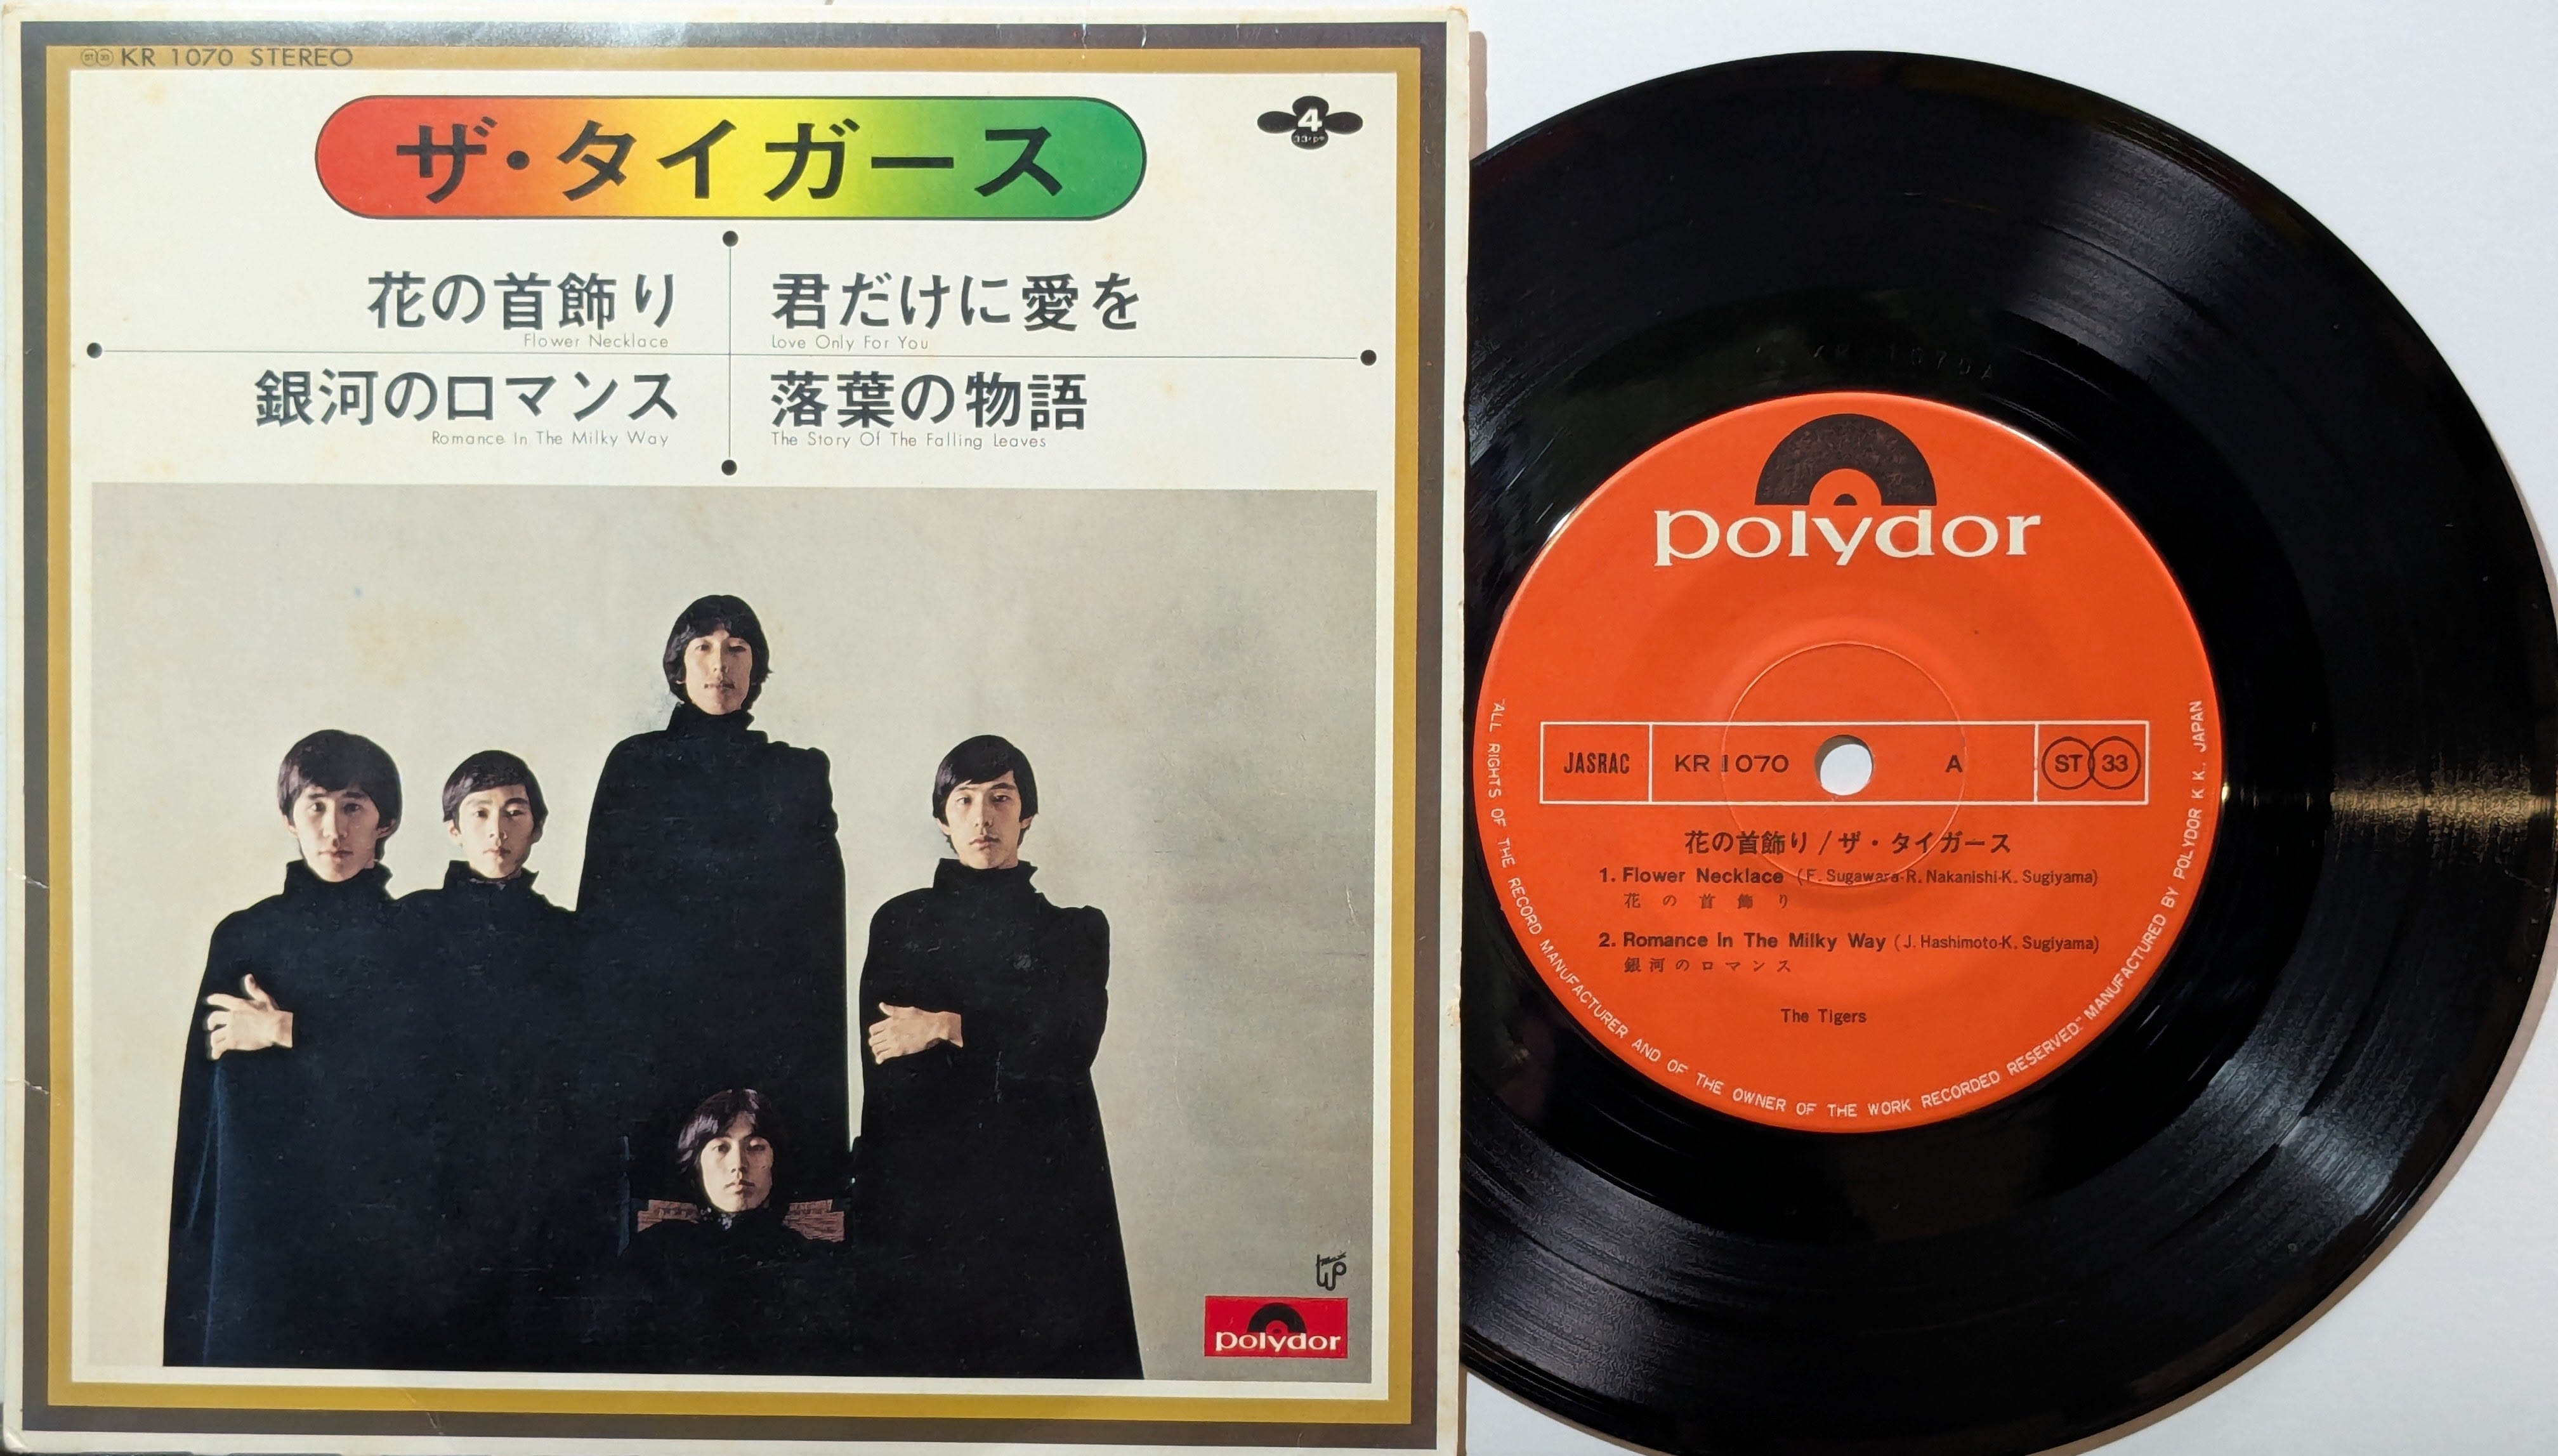 ST 33 KR 1070 STEREO
ザ・タイガース
4
33rpm
花の首飾り
Flower Necklace
君だけに愛を
Love Only For You
銀河のロマンス
Romance In The Milky Way
落葉の物語
The Story Of The Falling Leaves
polydor
KR 1070A
polydor
JASRAC KR 1070 A ST 33
花の首飾り / ザ・タイガース
1. Flower Necklace (F. Sugawara-R. Nakanishi-K. Sugiyama)
花の首飾り
2. Romance In The Milky Way (J. Hashimoto-K. Sugiyama)
銀河のロマンス
The Tigers
"ALL RIGHTS OF THE RECORD MANUFACTURER AND OF THE OWNER OF THE WORK RECORDED RESERVED." MANUFACTURED BY POLYDOR K. K., JAPAN